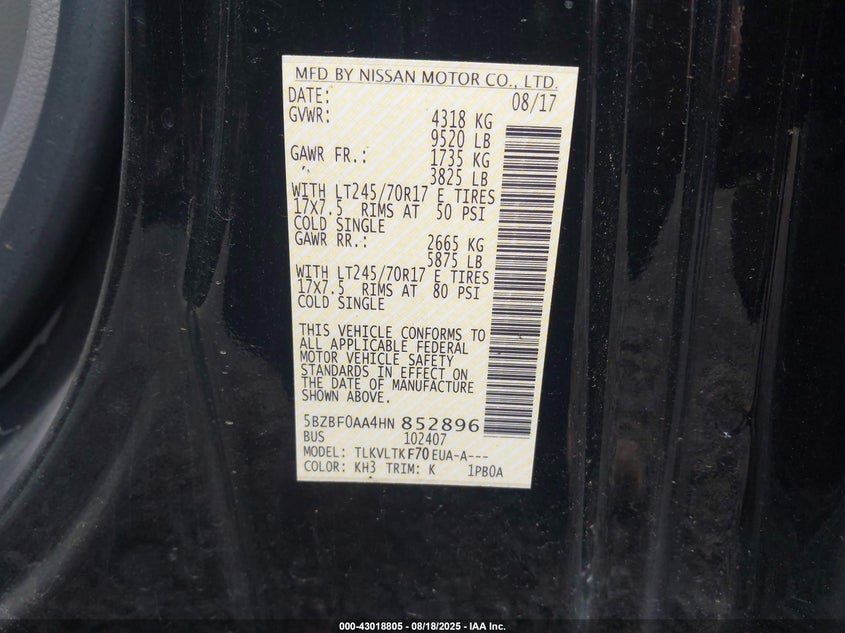 MFD BY NISSAN MOTOR CO., LTD.
DATE: 08/17
GVWR: 4318 KG
9520 LB
GAWR FR.: 1735 KG
3825 LB
WITH LT245/70R17 E TIRES
17X7.5 RIMS AT 50 PSI
COLD SINGLE
GAWR RR.: 2665 KG
5875 LB
WITH LT245/70R17 E TIRES
17X7.5 RIMS AT 80 PSI
COLD SINGLE
THIS VEHICLE CONFORMS TO
ALL APPLICABLE FEDERAL
MOTOR VEHICLE SAFETY
STANDARDS IN EFFECT ON
THE DATE OF MANUFACTURE
SHOWN ABOVE.
5BZBF0AA4HN 852896
BUS 102407
MODEL: TLKVLTKF70EUA-A---
COLOR: KH3 TRIM: K 1PB0A
000-43018805 - 08/18/2025 - IAA Inc.